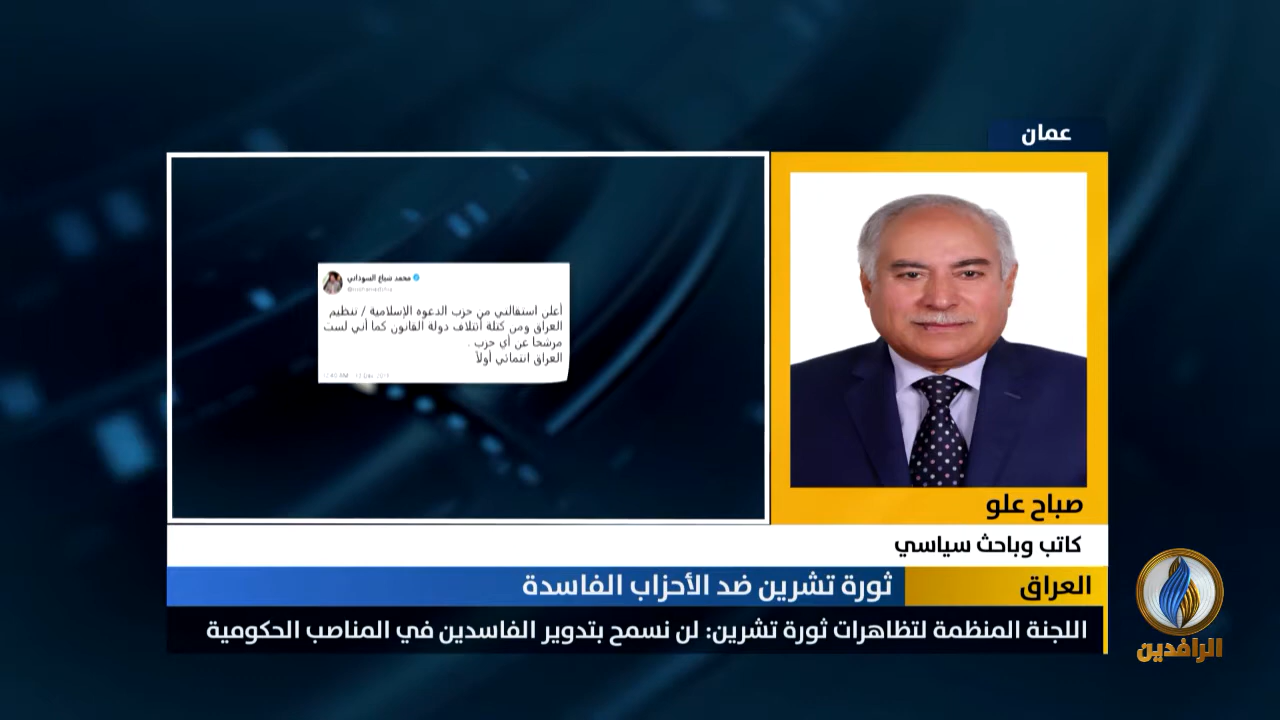 عمان
محمد شياع السوداني
أعلن استقالتي من حزب الدعوة الإسلامية / تنظيم
العراق ومن كتلة أئتلاف دولة القانون كما أني لست
مرشحا عن أي حزب .
العراق انتمائي أولاً
صباح علو
كاتب وباحث سياسي
العراق
ثورة تشرين ضد الأحزاب الفاسدة
اللجنة المنظمة لتظاهرات ثورة تشرين: لن نسمح بتدوير الفاسدين في المناصب الحكومية
الرافدين